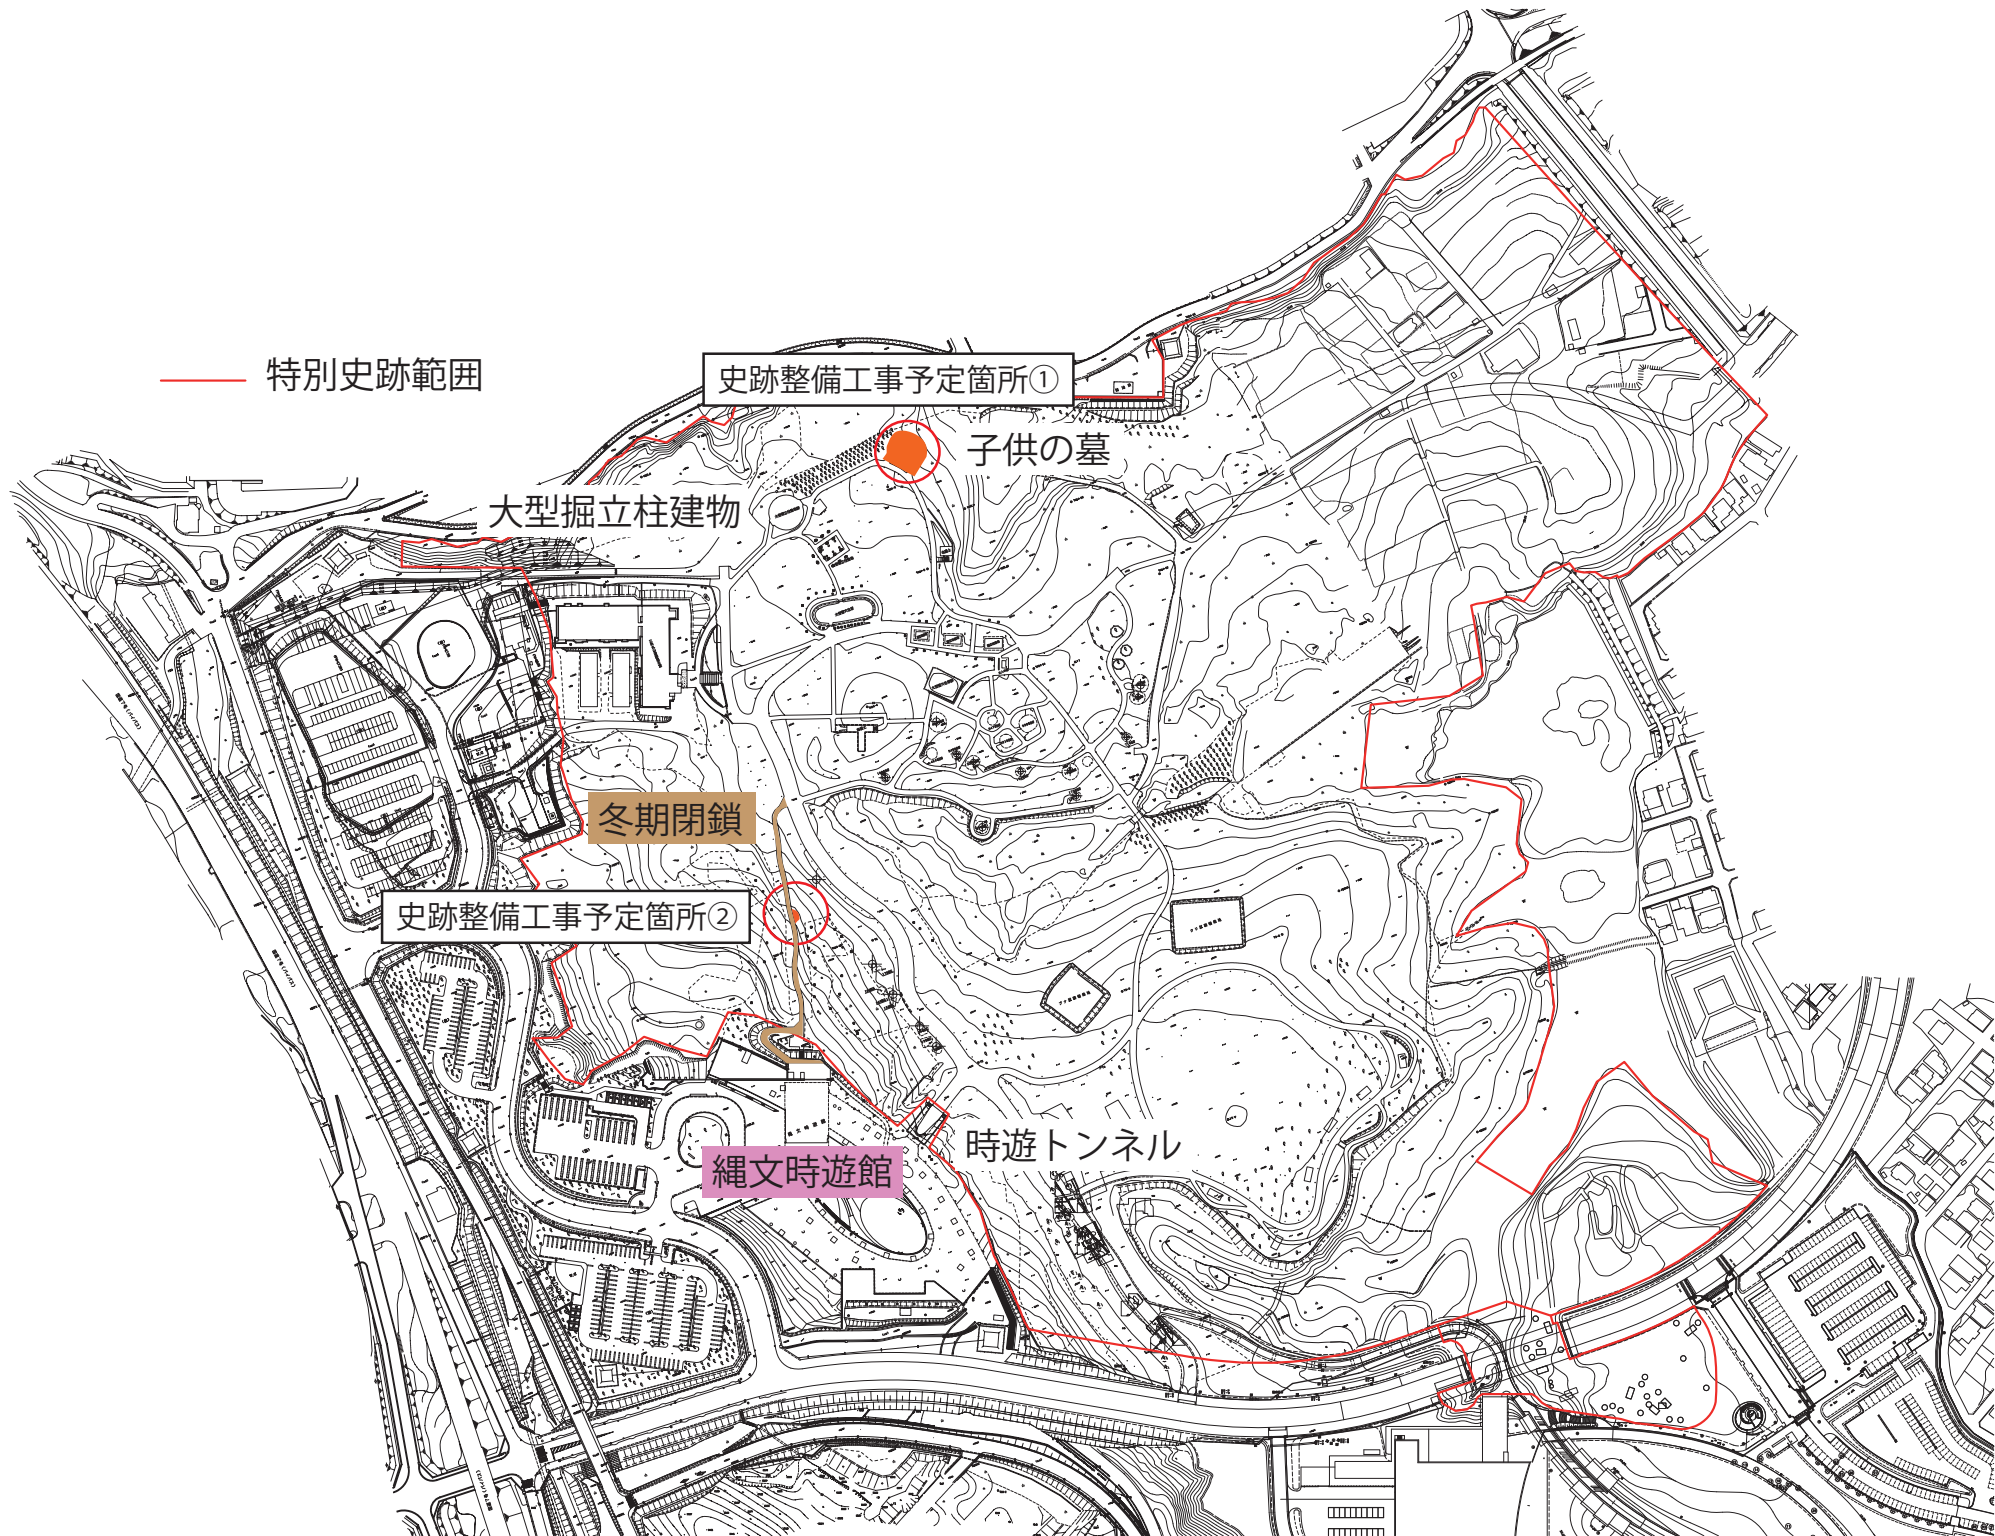 特別史跡範囲
史跡整備工事予定箇所①
子供の墓
大型掘立柱建物
冬期閉鎖
史跡整備工事予定箇所②
時遊トンネル
縄文時遊館